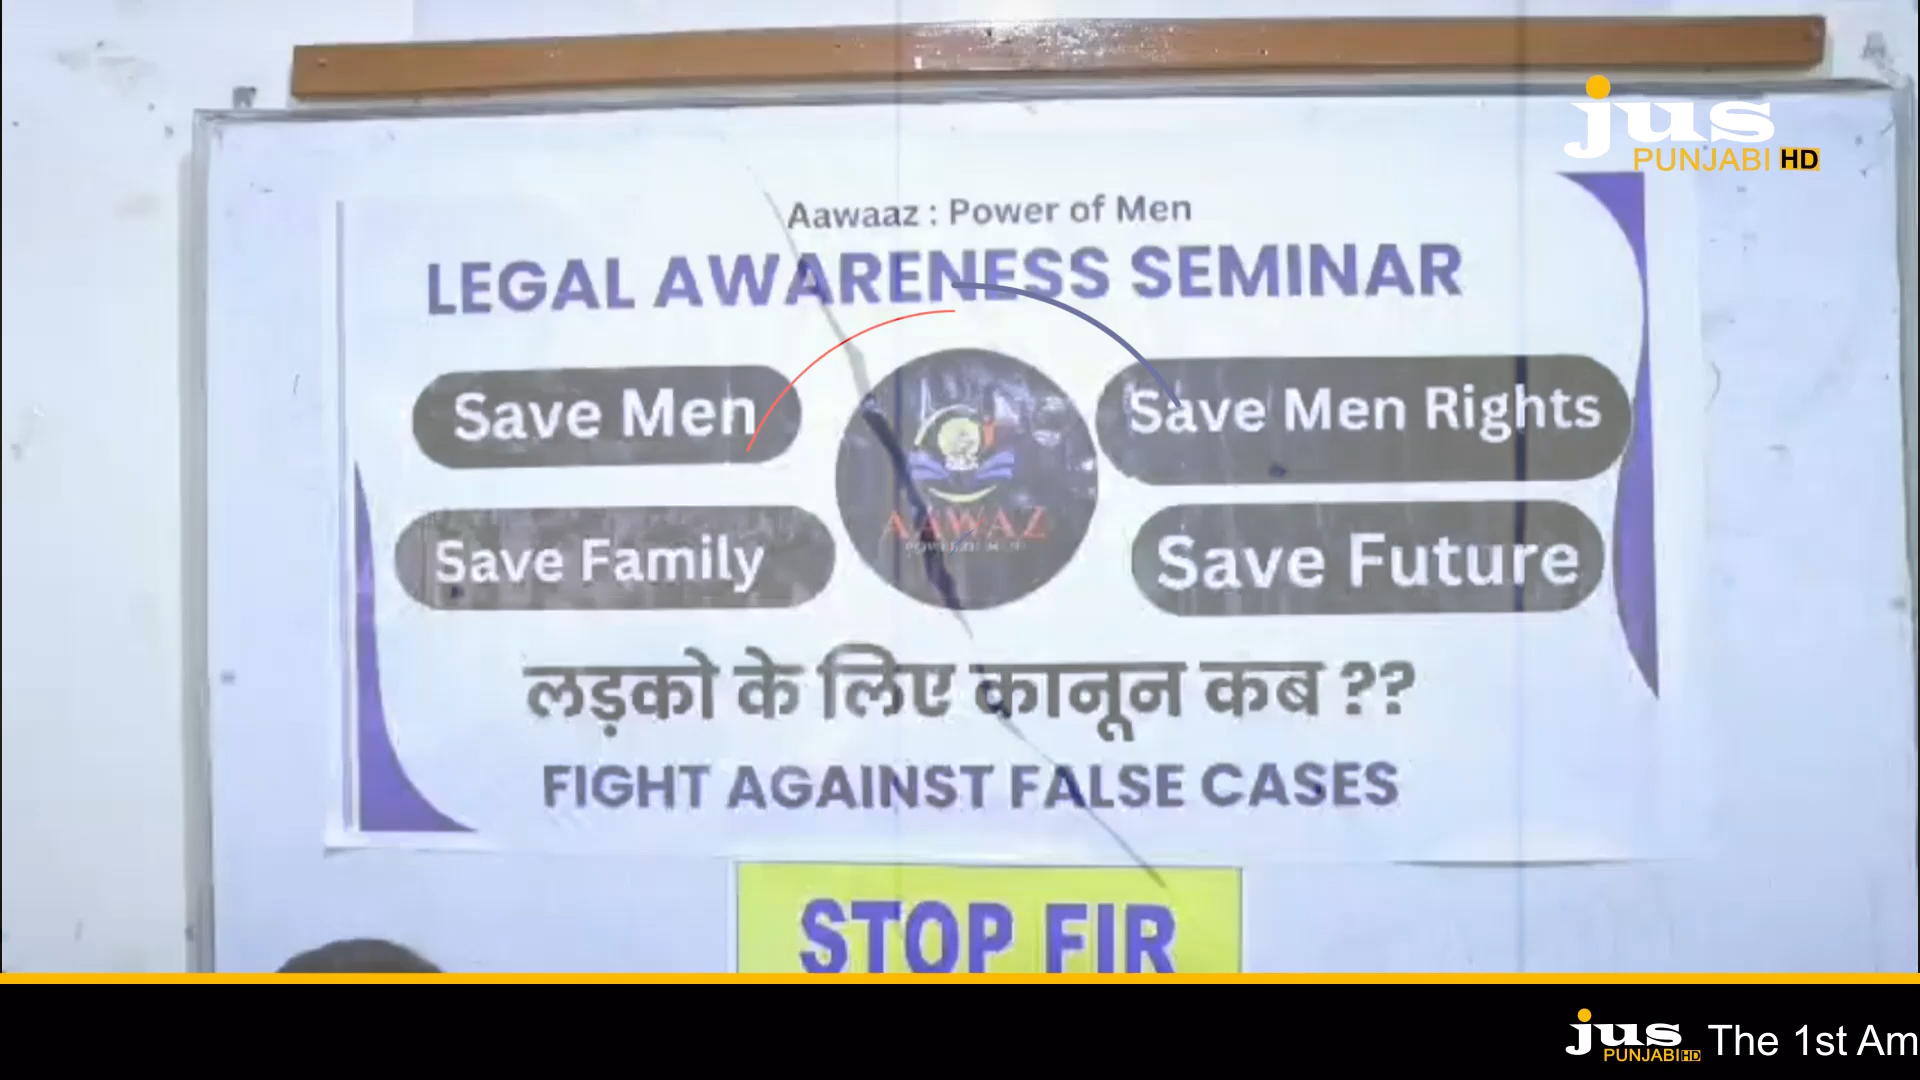 jus
PUNJABI HD
Aawaaz : Power of Men
LEGAL AWARENESS SEMINAR
Save Men
Save Men Rights
AAWAZ
Save Family
Save Future
लड़को के लिए कानून कब ??
FIGHT AGAINST FALSE CASES
STOP FIR
jus
PUNJABI HD
The 1st Am